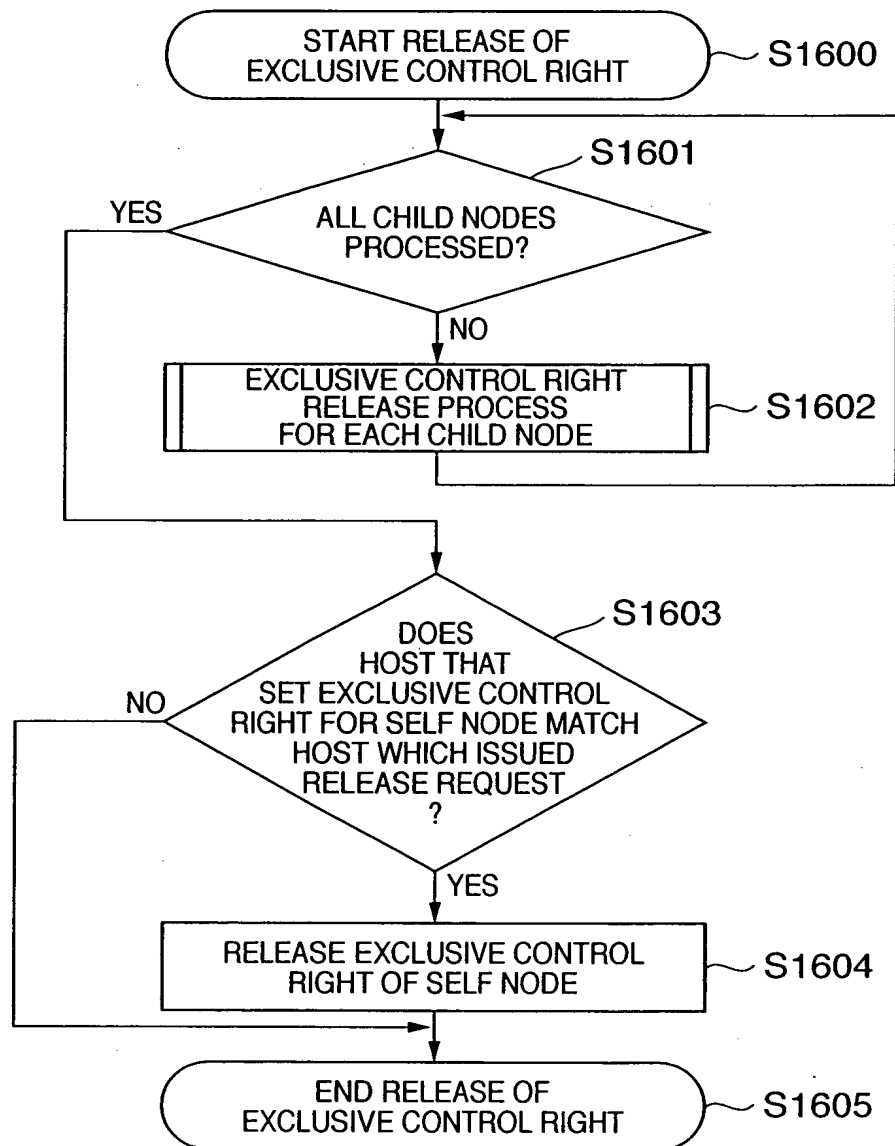 START RELEASE OF
EXCLUSIVE CONTROL RIGHT
S1600
S1601
YES
ALL CHILD NODES
PROCESSED?
NO
EXCLUSIVE CONTROL RIGHT
RELEASE PROCESS
FOR EACH CHILD NODE
S1602
S1603
DOES
HOST THAT
SET EXCLUSIVE CONTROL
RIGHT FOR SELF NODE MATCH
HOST WHICH ISSUED
RELEASE REQUEST
?
NO
YES
RELEASE EXCLUSIVE CONTROL
RIGHT OF SELF NODE
S1604
END RELEASE OF
EXCLUSIVE CONTROL RIGHT
S1605